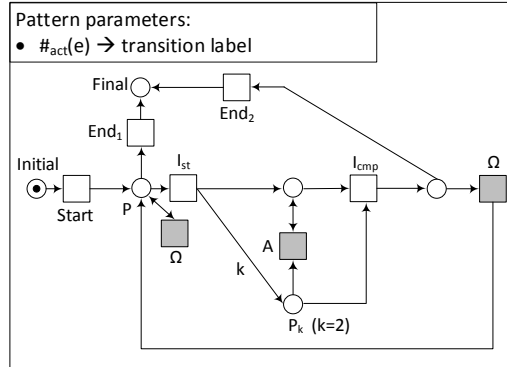 Pattern parameters:
• #act(e) → transition label
Final
End2
End1
Initial
Ist
Icmp
Ω
Start
P
Ω
A
k
Pk (k=2)